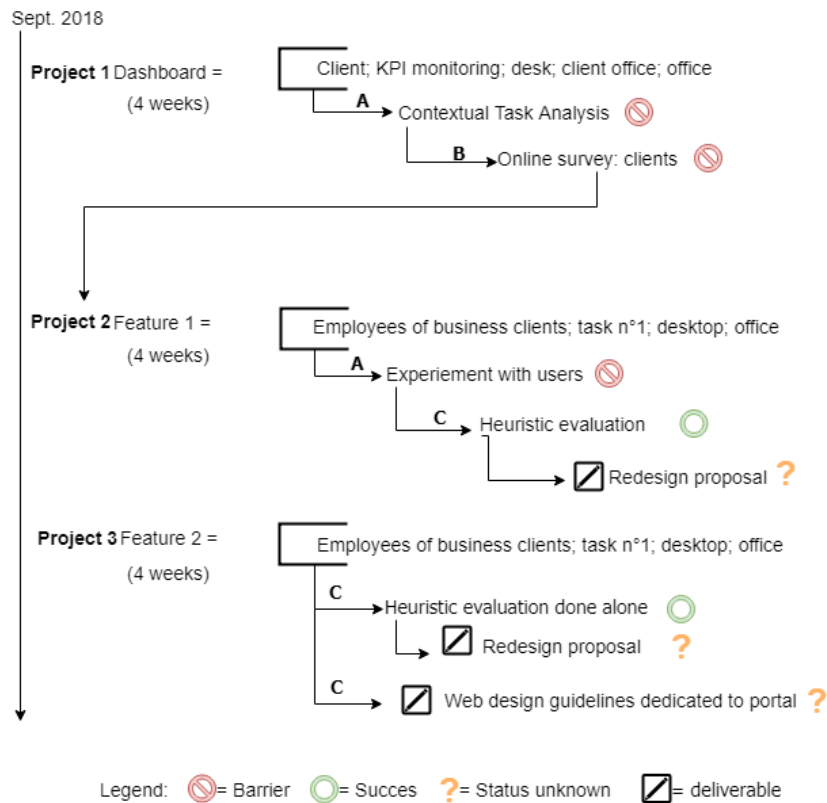 Sept. 2018
Project 1 Dashboard =
(4 weeks)
Client; KPI monitoring; desk; client office; office
A
Contextual Task Analysis
B
Online survey: clients
Project 2 Feature 1 =
(4 weeks)
Employees of business clients; task n°1; desktop; office
A
Experiement with users
C
Heuristic evaluation
Redesign proposal ?
Project 3 Feature 2 =
(4 weeks)
Employees of business clients; task n°1; desktop; office
C
Heuristic evaluation done alone
Redesign proposal ?
C
Web design guidelines dedicated to portal ?
Legend: = Barrier = Succes ?= Status unknown = deliverable